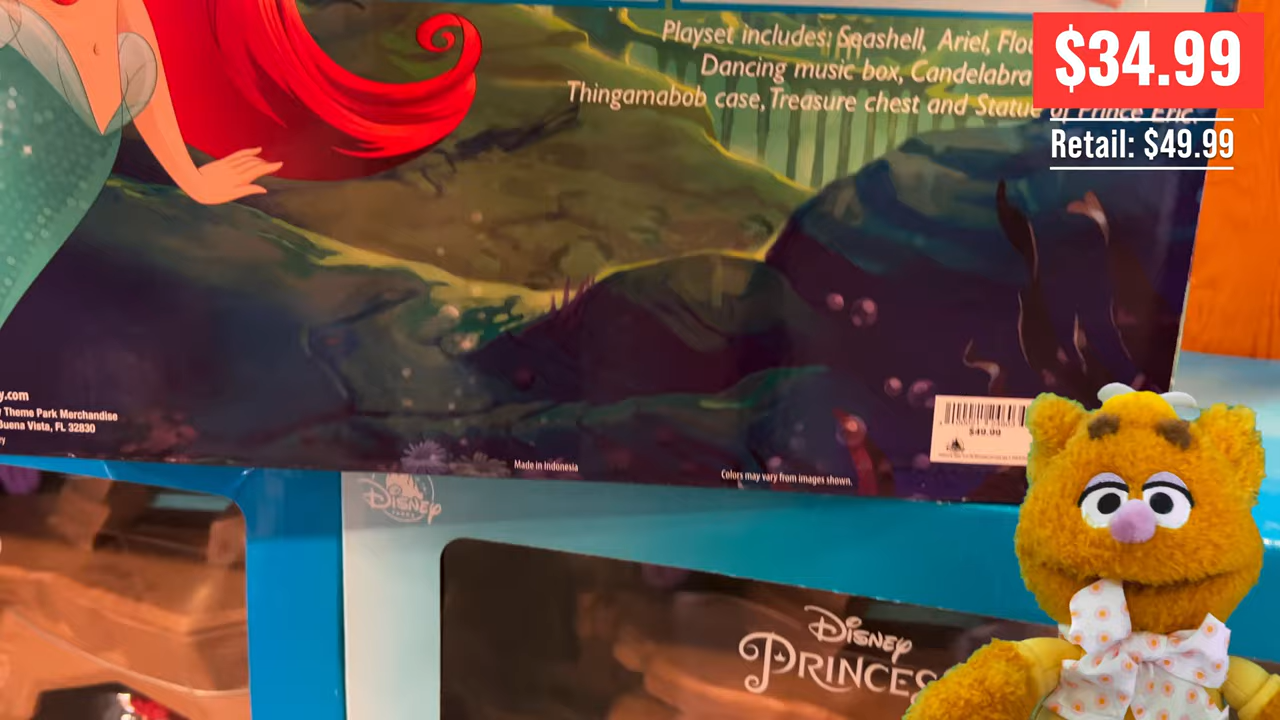 Playset includes: Seashell, Ariel,
$34.99
Dancing music box, Candelabra
Thingamabob case, Treasure chest and Statue of Prince Eric.
Retail: $49.99
y.com
Theme Park Merchandise
Buena Vista, FL 32830
$49.99
Made in Indonesia
Colors may vary from images shown.
DISNEY
PARKS
Disney
PRINCES